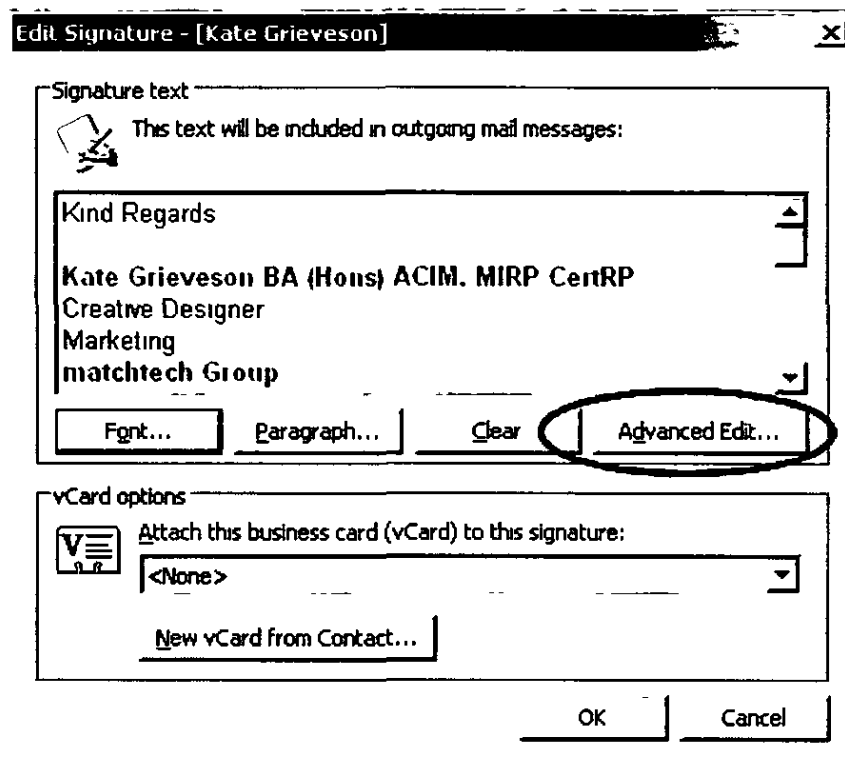 Edit Signature - [Kate Grieveson]
Signature text
This text will be included in outgoing mail messages:
Kind Regards
Kate Grieveson BA (Hons) ACIM. MIRP CertRP
Creative Designer
Marketing
matchtech Group
Font... Paragraph... Clear Advanced Edit...
vCard options
Attach this business card (vCard) to this signature:
<None>
New vCard from Contact...
OK Cancel